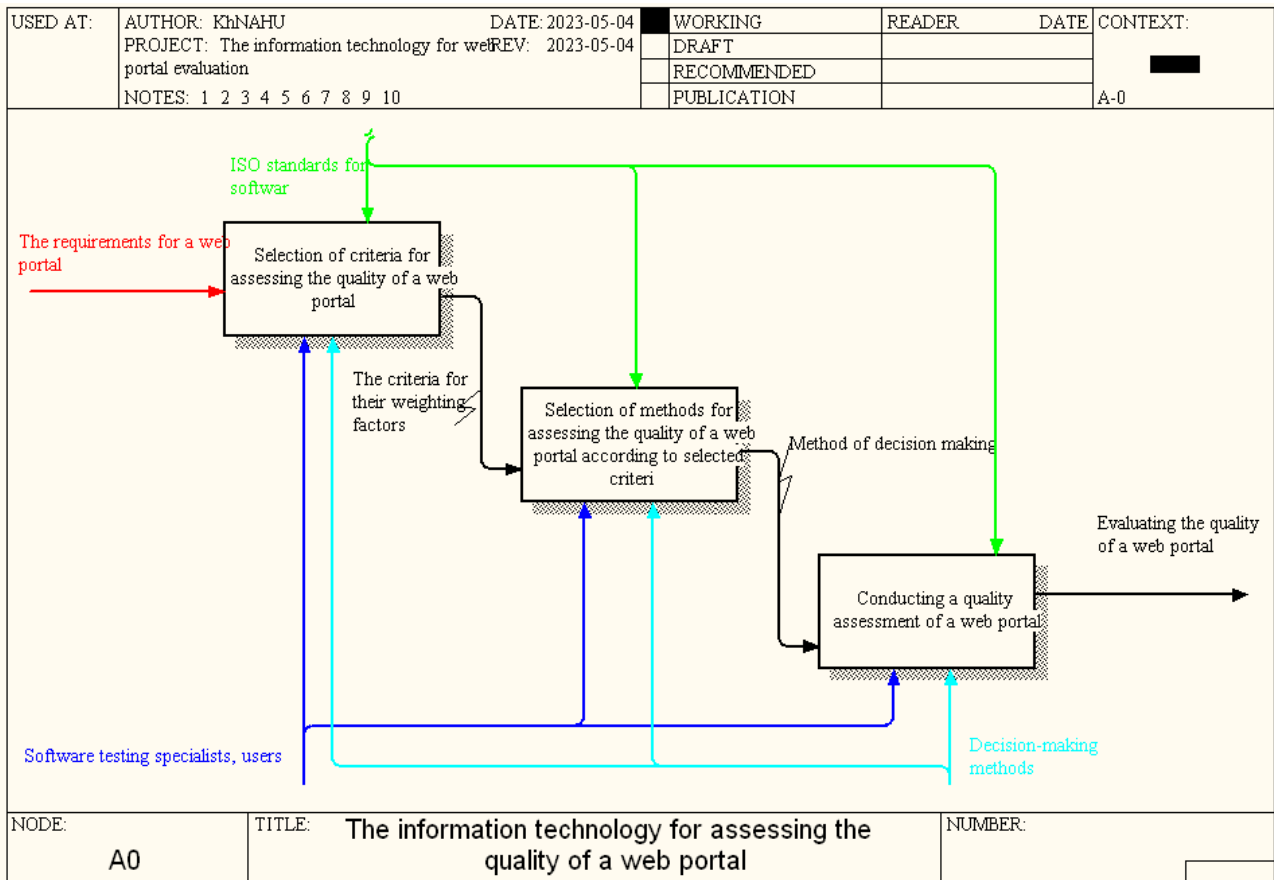 USED AT:
AUTHOR: KhNAHU
DATE: 2023-05-04
PROJECT: The information technology for web
REV: 2023-05-04
portal evaluation
NOTES: 1 2 3 4 5 6 7 8 9 10
WORKING
DRAFT
RECOMMENDED
PUBLICATION
READER
DATE
CONTEXT:
A-0
ISO standards for
softwar
The requirements for a web
portal
Selection of criteria for
assessing the quality of a web
portal
The criteria for
their weighting
factors
Selection of methods for
assessing the quality of a web
portal according to selected
criteri
Method of decision making
Evaluating the quality
of a web portal
Conducting a quality
assessment of a web portal
Software testing specialists, users
Decision-making
methods
NODE:
A0
TITLE:
The information technology for assessing the
quality of a web portal
NUMBER: